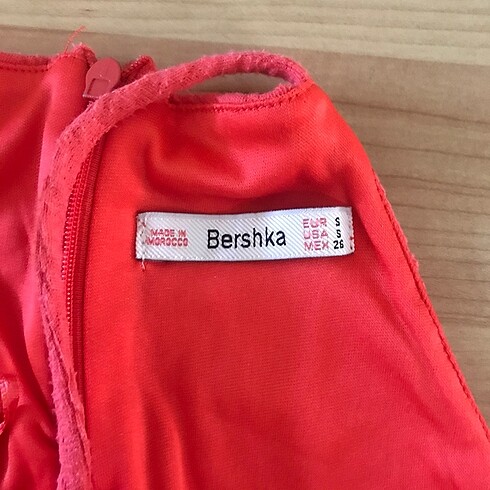 MADE IN
MOROCCO
Bershka
EUR S
USA S
MEX 26